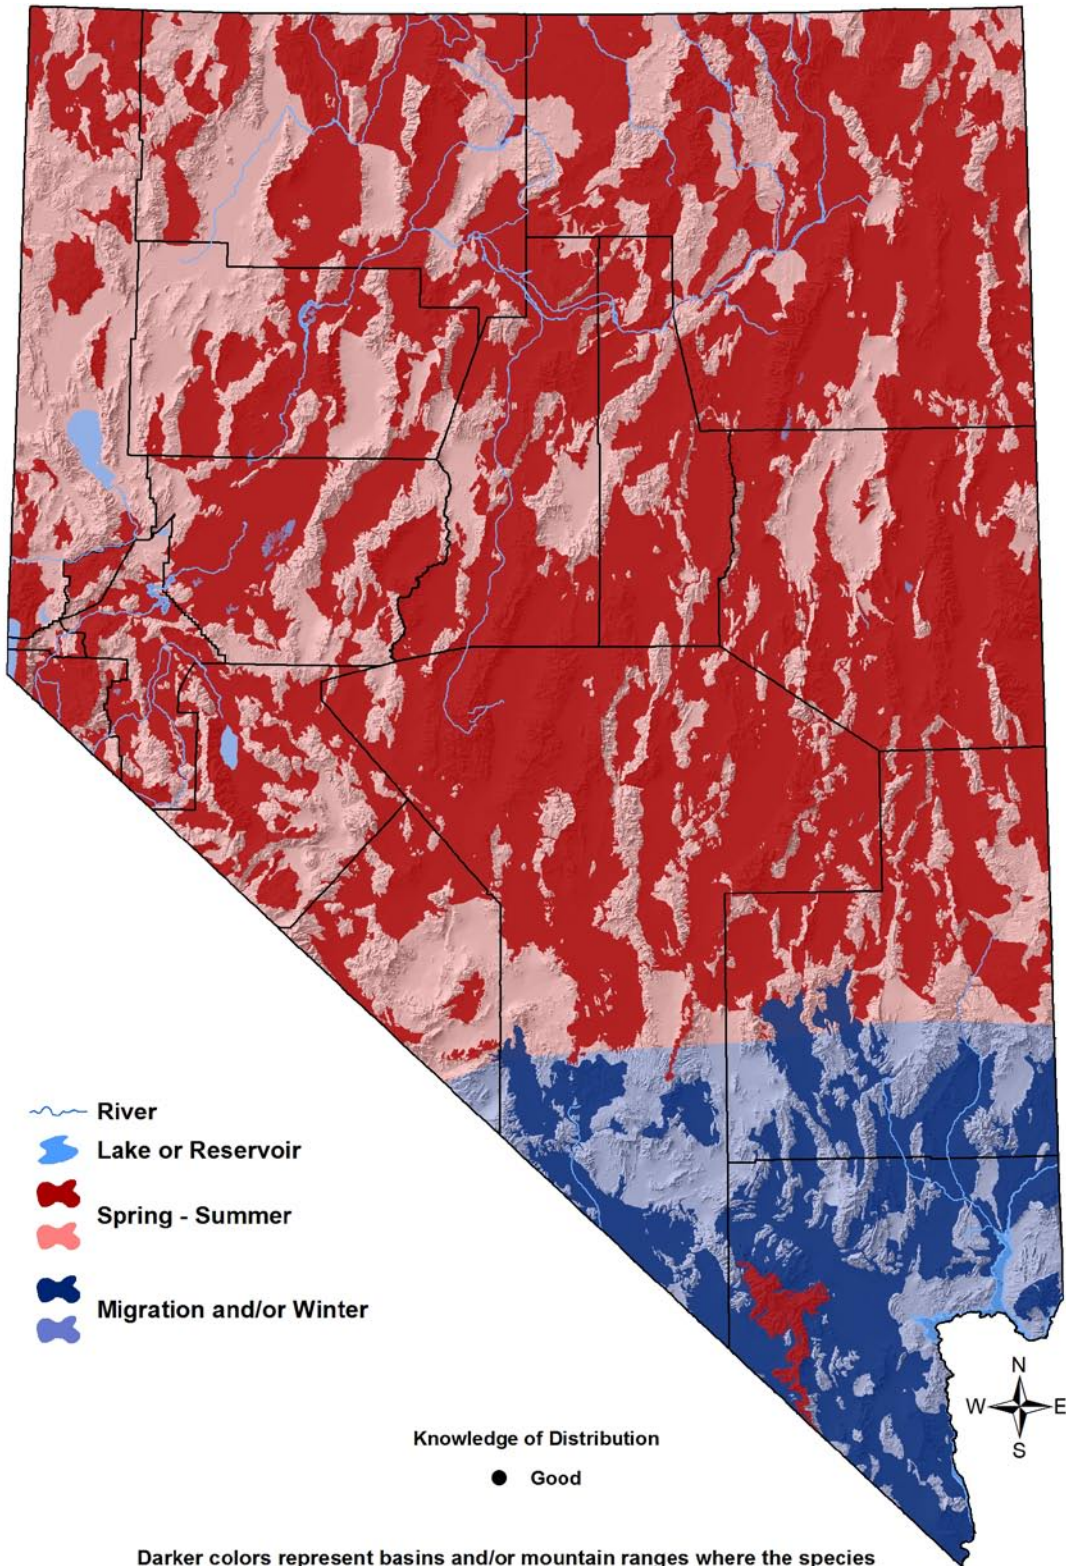 River
Lake or Reservoir
Spring - Summer
Migration and/or Winter
N
W E
S
Knowledge of Distribution
Good
Darker colors represent basins and/or mountain ranges where the species